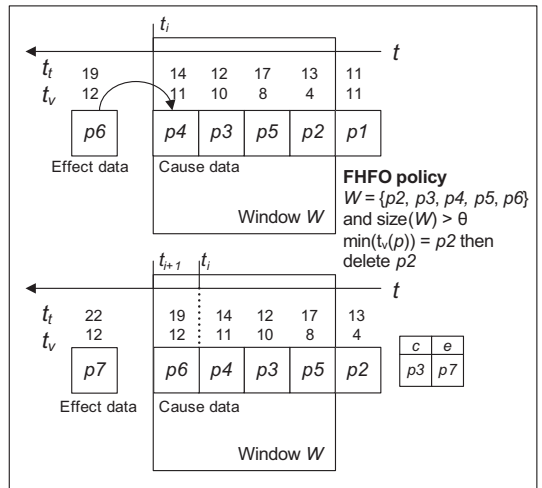 t_i
t
t_t 19 14 12 17 13 11
t_v 12 11 10 8 4 11
p6 p4 p3 p5 p2 p1
Effect data Cause data
FHFO policy
W = {p2, p3, p4, p5, p6}
and size(W) > θ
min(t_v(p)) = p2 then
delete p2
Window W
t_{i+1} t_i
t
t_t 22 19 14 12 17 13
t_v 12 12 11 10 8 4
c e
p7 p6 p4 p3 p5 p2 p3 p7
Effect data Cause data
Window W